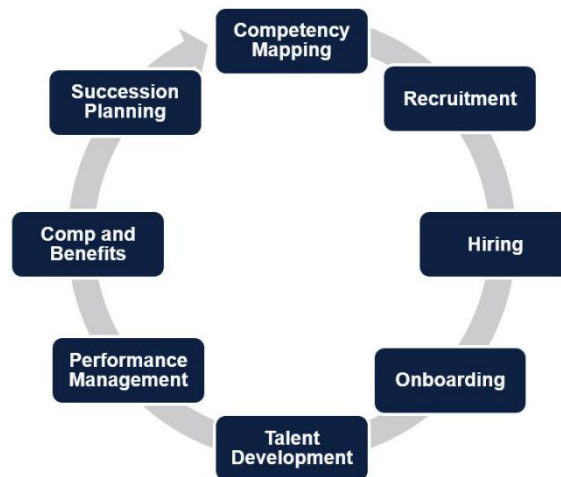 Competency
Mapping
Recruitment
Hiring
Onboarding
Talent
Development
Performance
Management
Comp and
Benefits
Succession
Planning